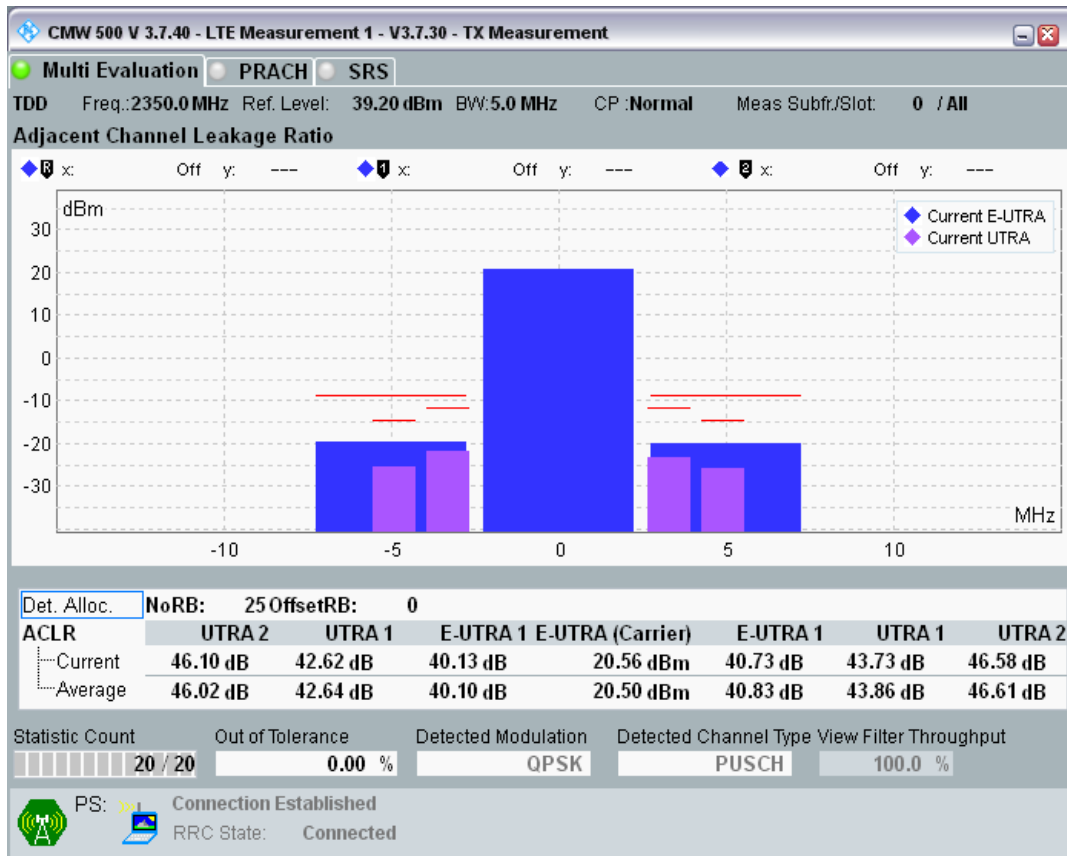 CMW 500 V 3.7.40 - LTE Measurement 1 - V3.7.30 - TX Measurement
Multi Evaluation PRACH SRS
TDD Freq.:2350.0 MHz Ref. Level: 39.20 dBm BW:5.0 MHz CP :Normal Meas Subfr./Slot: 0 / All
Adjacent Channel Leakage Ratio
R x: Off y: --- 1 x: Off y: --- 2 x: Off y: ---
dBm
Current E-UTRA
Current UTRA
30
20
10
0
-10
-20
-30
MHz
-10 -5 0 5 10
Det. Alloc. NoRB: 25 OffsetRB: 0
ACLR UTRA 2 UTRA 1 E-UTRA 1 E-UTRA (Carrier) E-UTRA 1 UTRA 1 UTRA 2
Current 46.10 dB 42.62 dB 40.13 dB 20.56 dBm 40.73 dB 43.73 dB 46.58 dB
Average 46.02 dB 42.64 dB 40.10 dB 20.50 dBm 40.83 dB 43.86 dB 46.61 dB
Statistic Count Out of Tolerance Detected Modulation Detected Channel Type View Filter Throughput
20 / 20 0.00 % QPSK PUSCH 100.0 %
PS: Connection Established
RRC State: Connected